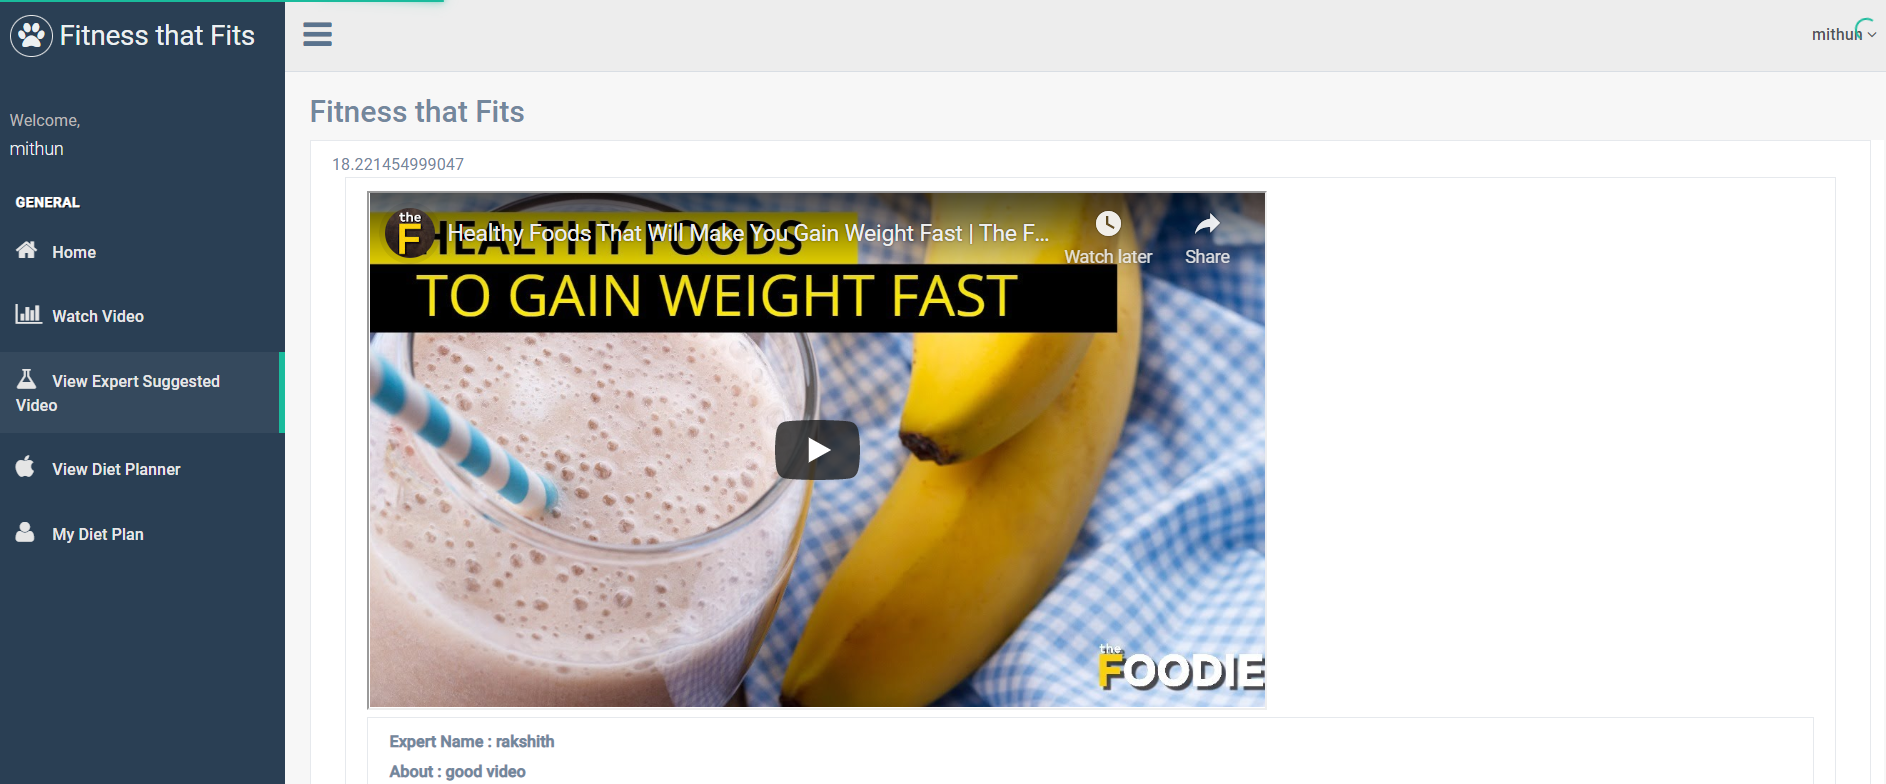 Fitness that Fits
mithun
Welcome,
mithun
GENERAL
Home
Watch Video
View Expert Suggested
Video
View Diet Planner
My Diet Plan
Fitness that Fits
18.221454999047
the
F
HEALTHY FOODS
Healthy Foods That Will Make You Gain Weight Fast | The F...
Watch later
Share
TO GAIN WEIGHT FAST
the
FOODIE
Expert Name : rakshith
About : good video